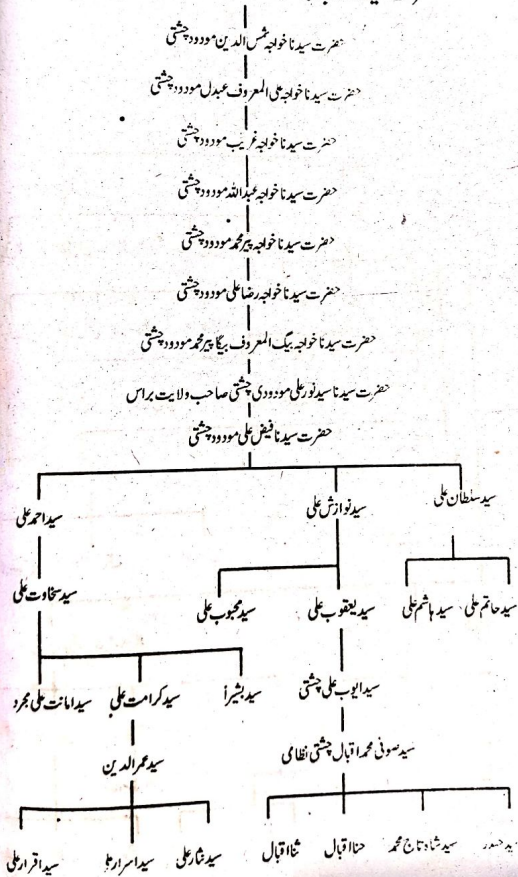 حضرت سیدنا خواجہ شمس الدین مودود چشتی
حضرت سیدنا خواجہ علی المعروف عبدل مودود چشتی
حضرت سیدنا خواجہ غریب مودود چشتی
حضرت سیدنا خواجہ عبداللہ مودود چشتی
حضرت سیدنا خواجہ پیر محمد مودود چشتی
حضرت سیدنا خواجہ رضا علی مودود چشتی
حضرت سیدنا خواجہ بیگ المعروف بیگا پیر محمد مودود چشتی
حضرت سیدنا سید نور علی مودودی چشتی صاحب ولایت براس
حضرت سیدنا فیض علی مودود چشتی
سید سلطان علی
سید نوازش علی
سید احمد علی
سید حاتم علی
سید ہاشم علی
سید یعقوب علی
سید محبوب علی
سید سخاوت علی
سید ایوب علی چشتی
سید بشیراً
سید کرامت علی
سید امانت علی مجرد
سید صوفی محمد اقبال چشتی نظامی
سید عمر الدین
سید شاہ تاج محمد
حنا اقبال
ثنا اقبال
سید نثار علی
سید اسرار علی
سید اقرار علی